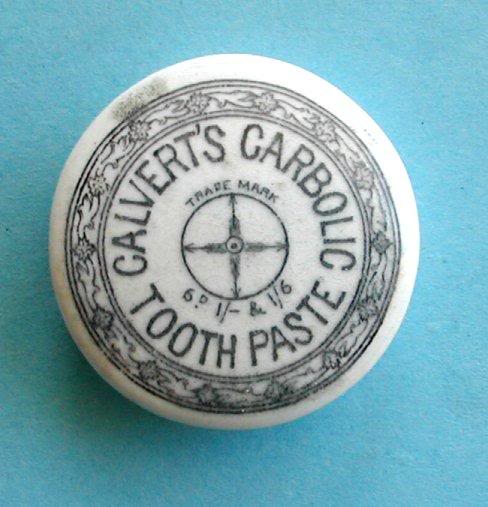 CALVERT'S CARBOLIC
TOOTH PASTE
TRADE MARK
6D. 1/- & 1/6